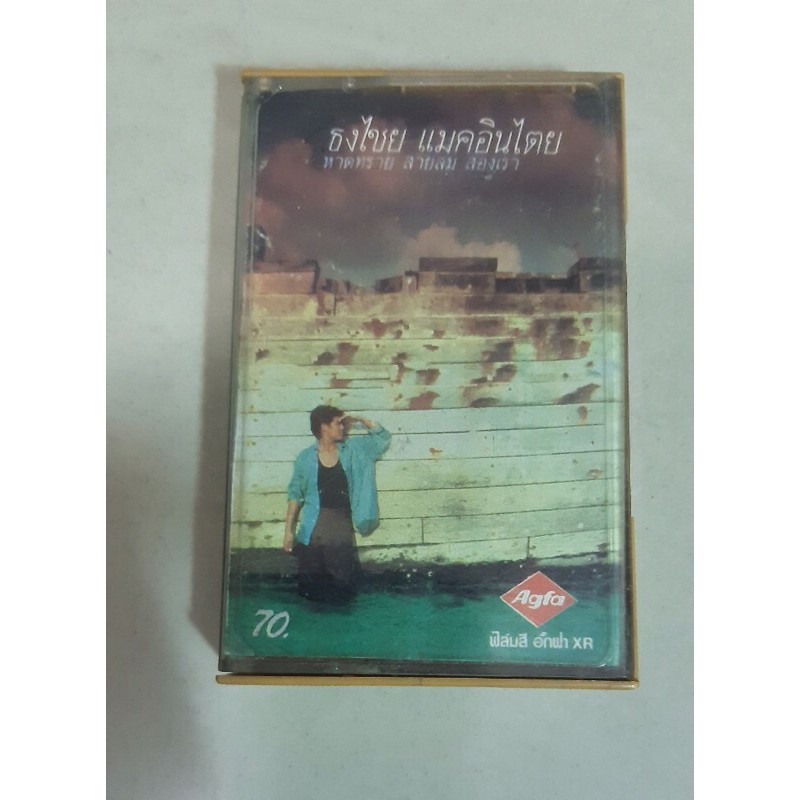 ธงไชย แมคอินไตย
หาดทราย สายลม สองเรา
Agfa
70.
ฟิล์มสี อั๊กฟ่า XR